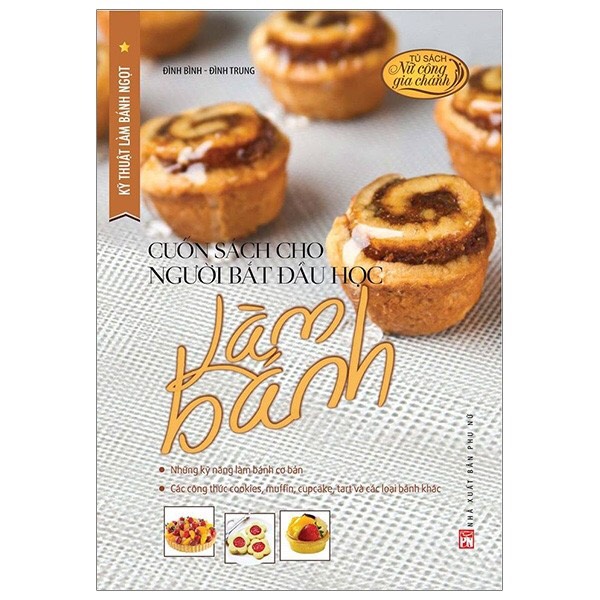 KỸ THUẬT LÀM BÁNH NGỌT
ĐÌNH BÌNH - ĐÌNH TRUNG
TỦ SÁCH
Nữ công
gia chánh
CUỐN SÁCH CHO
NGƯỜI BẮT ĐẦU HỌC
Làm
bánh
Những kỹ năng làm bánh cơ bản
Các công thức cookies, muffin, cupcake, tart và các loại bánh khác
NHÀ XUẤT BẢN PHỤ NỮ
PN